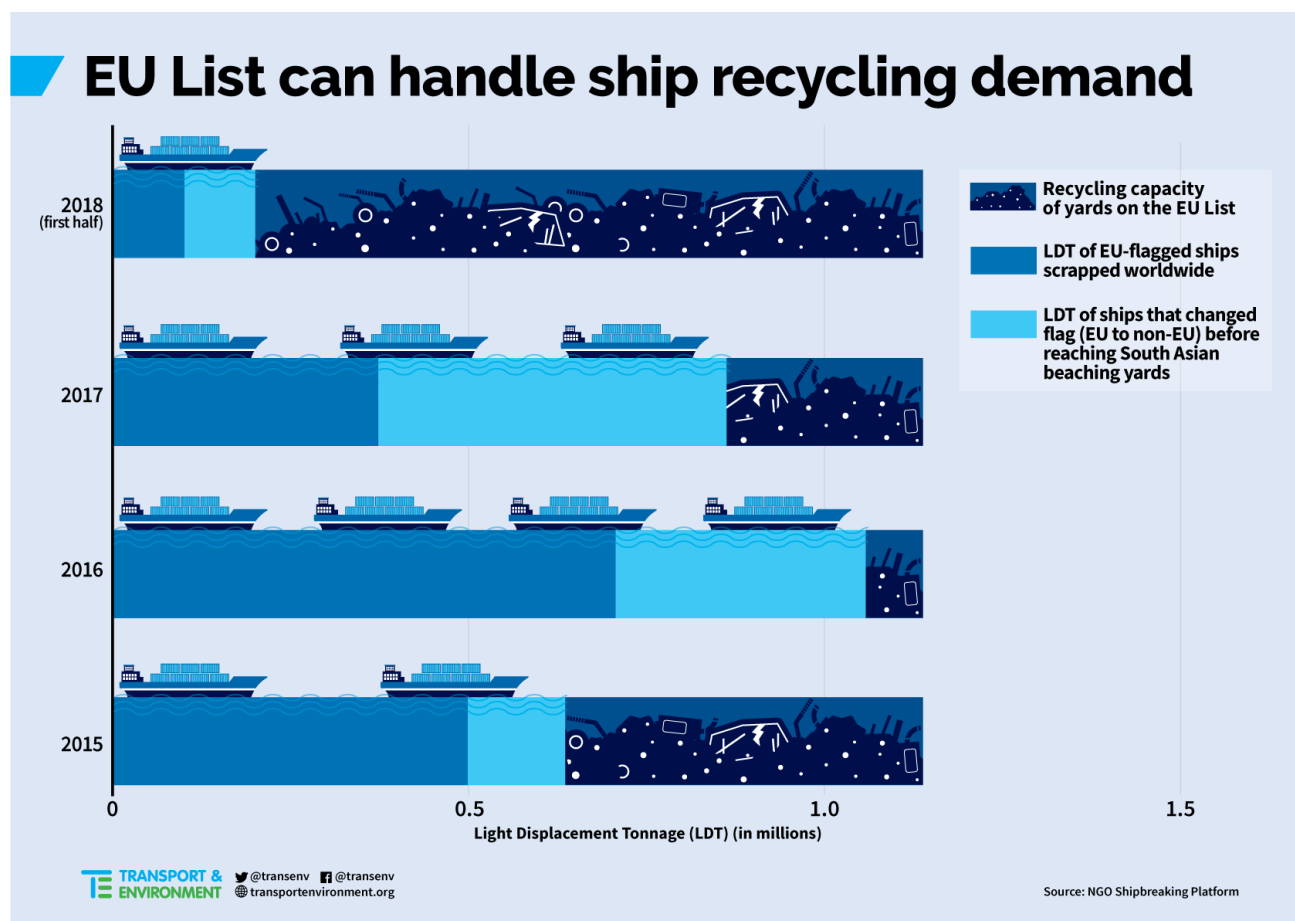 EU List can handle ship recycling demand
2018
(first half)
2017
2016
2015
Recycling capacity
of yards on the EU List
LDT of EU-flagged ships
scrapped worldwide
LDT of ships that changed
flag (EU to non-EU) before
reaching South Asian
beaching yards
0
0.5
1.0
1.5
Light Displacement Tonnage (LDT) (in millions)
TE TRANSPORT &
ENVIRONMENT
@transenv @transenv
transportenvironment.org
Source: NGO Shipbreaking Platform